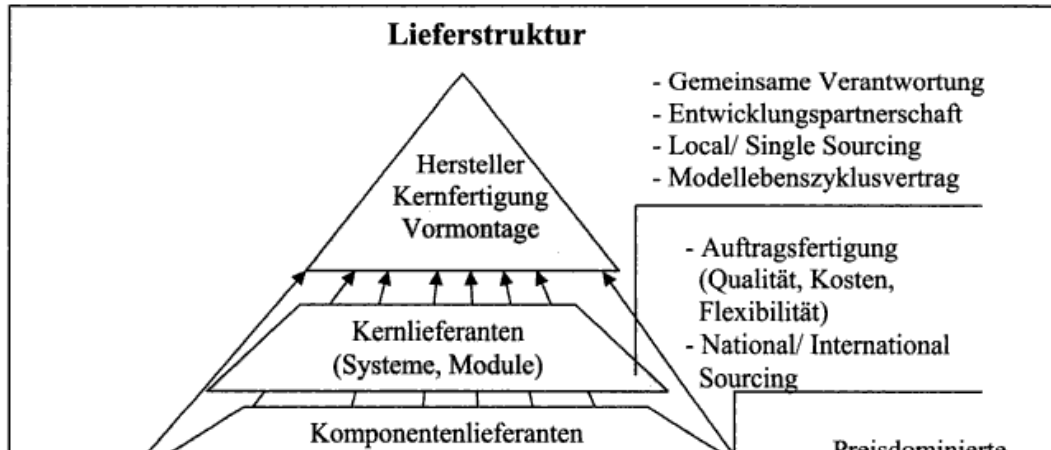 Lieferstruktur
- Gemeinsame Verantwortung
- Entwicklungspartnerschaft
- Local/ Single Sourcing
- Modellebenszyklusvertrag
Hersteller
Kernfertigung
Vormontage
- Auftragsfertigung
(Qualität, Kosten,
Flexibilität)
- National/ International
Sourcing
Kernlieferanten
(Systeme, Module)
Komponentenlieferanten
Preisdominierte